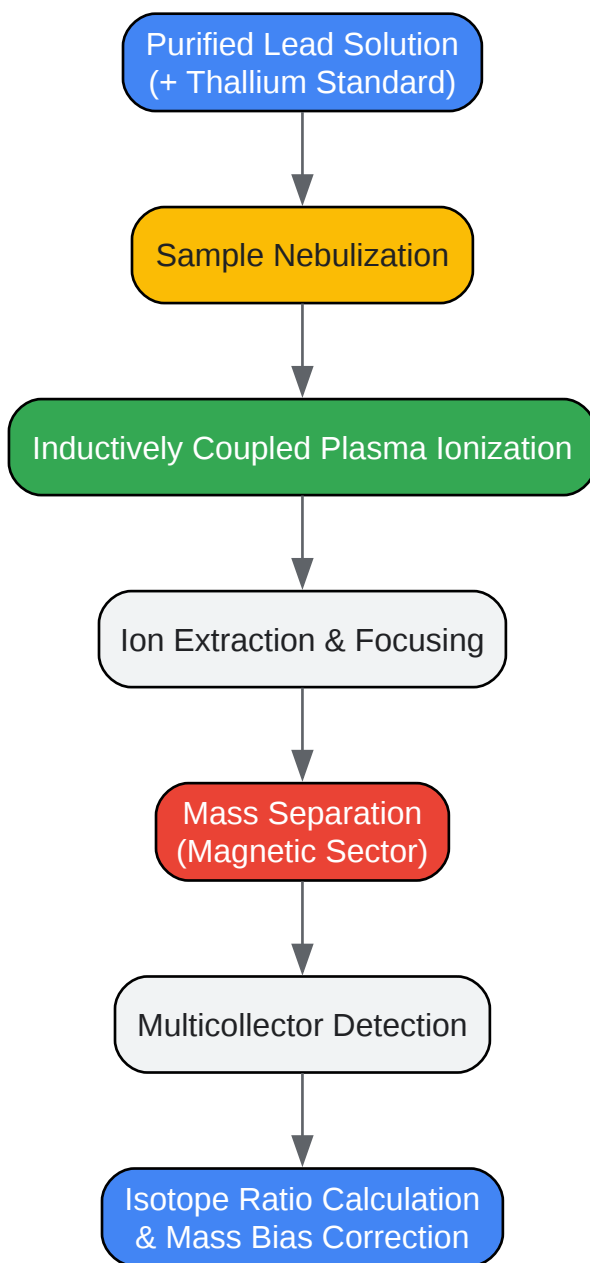 Purified Lead Solution
(+ Thallium Standard)
Sample Nebulization
Inductively Coupled Plasma Ionization
Ion Extraction & Focusing
Mass Separation
(Magnetic Sector)
Multicollector Detection
Isotope Ratio Calculation
& Mass Bias Correction